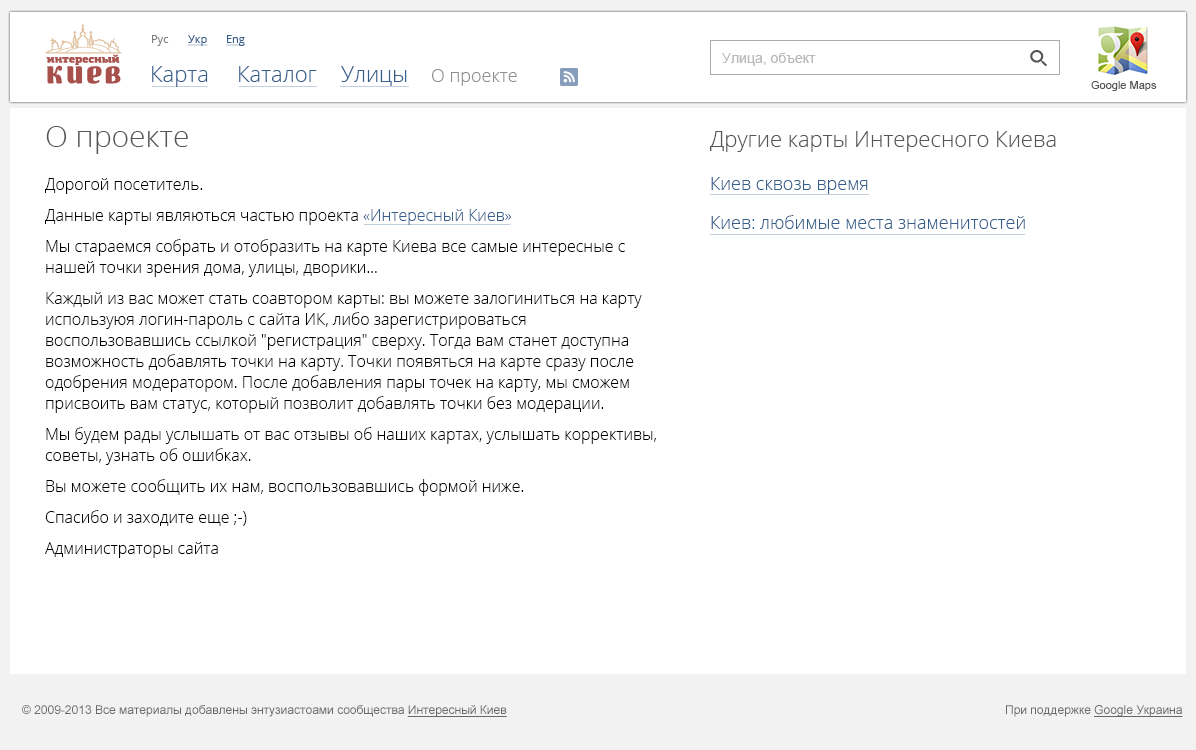 интересный
киев
Рус Укр Eng
Карта Каталог Улицы О проекте
Улица, объект
Google Maps
О проекте
Дорогой посетитель.
Данные карты являються частью проекта «Интересный Киев»
Мы стараемся собрать и отобразить на карте Киева все самые интересные с
нашей точки зрения дома, улицы, дворики...
Каждый из вас может стать соавтором карты: вы можете залогиниться на карту
используюя логин-пароль с сайта ИК, либо зарегистрироваться
воспользовавшись ссылкой "регистрация" сверху. Тогда вам станет доступна
возможность добавлять точки на карту. Точки появяться на карте сразу после
одобрения модератором. После добавления пары точек на карту, мы сможем
присвоить вам статус, который позволит добавлять точки без модерации.
Мы будем рады услышать от вас отзывы об наших картах, услышать коррективы,
советы, узнать об ошибках.
Вы можете сообщить их нам, воспользовавшись формой ниже.
Спасибо и заходите еще ;-)
Администраторы сайта
Другие карты Интересного Киева
Киев сквозь время
Киев: любимые места знаменитостей
© 2009-2013 Все материалы добавлены энтузиастоами сообщества Интересный Киев
При поддержке Google Украина